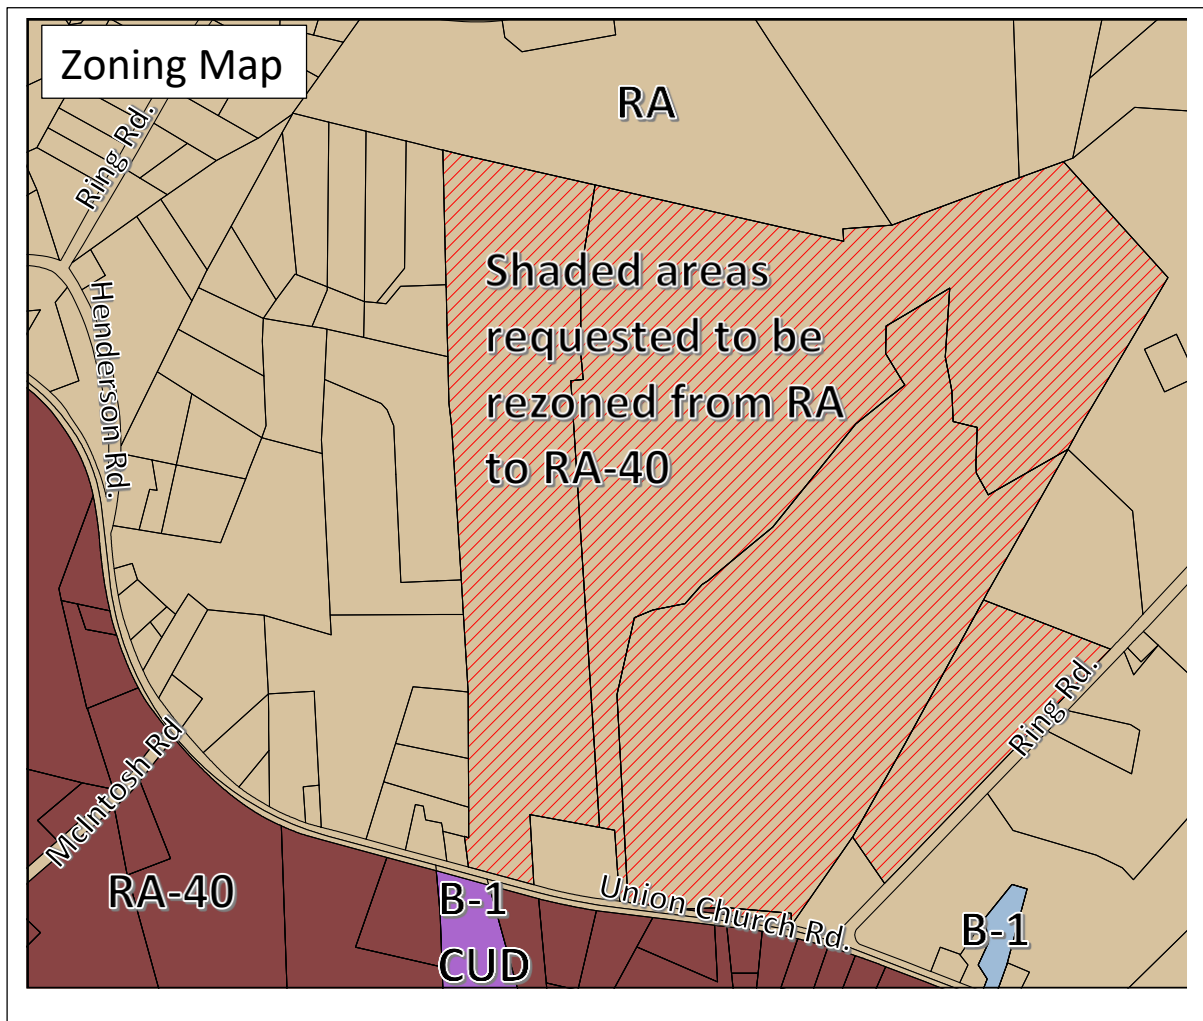 Zoning Map
RA
Ring Rd.
Shaded areas
requested to be
rezoned from RA
to RA-40
Henderson Rd.
Ring Rd.
McIntosh Rd
RA-40
B-1
CUD
Union Church Rd.
B-1